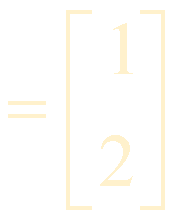 = [ 1
2 ]